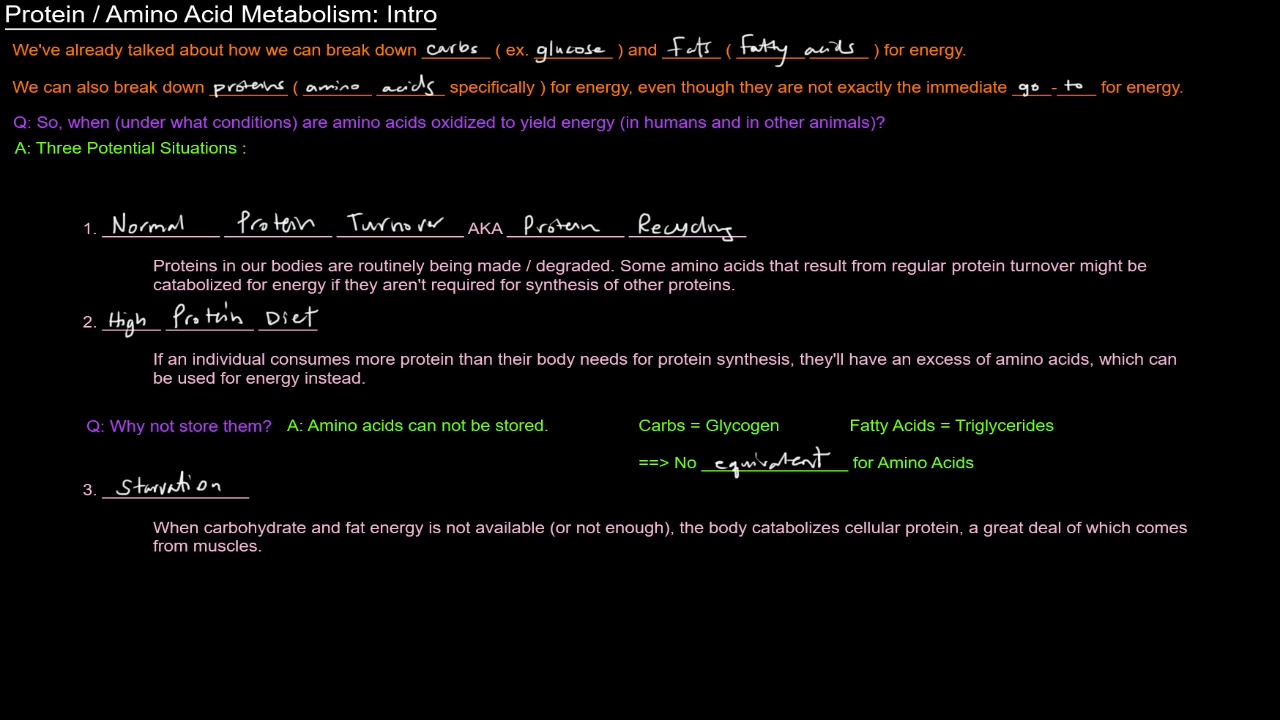 Protein / Amino Acid Metabolism: Intro
We've already talked about how we can break down carbs ( ex. glucose ) and Fats ( Fatty acids ) for energy.
We can also break down proteins ( amino acids specifically ) for energy, even though they are not exactly the immediate go - to for energy.
Q: So, when (under what conditions) are amino acids oxidized to yield energy (in humans and in other animals)?
A: Three Potential Situations :
1. Normal Protein Turnover AKA Protein Recycling
Proteins in our bodies are routinely being made / degraded. Some amino acids that result from regular protein turnover might be
catabolized for energy if they aren't required for synthesis of other proteins.
2. High Protein Diet
If an individual consumes more protein than their body needs for protein synthesis, they'll have an excess of amino acids, which can
be used for energy instead.
Q: Why not store them? A: Amino acids can not be stored. Carbs = Glycogen Fatty Acids = Triglycerides
==> No equivalent for Amino Acids
3. Starvation
When carbohydrate and fat energy is not available (or not enough), the body catabolizes cellular protein, a great deal of which comes
from muscles.